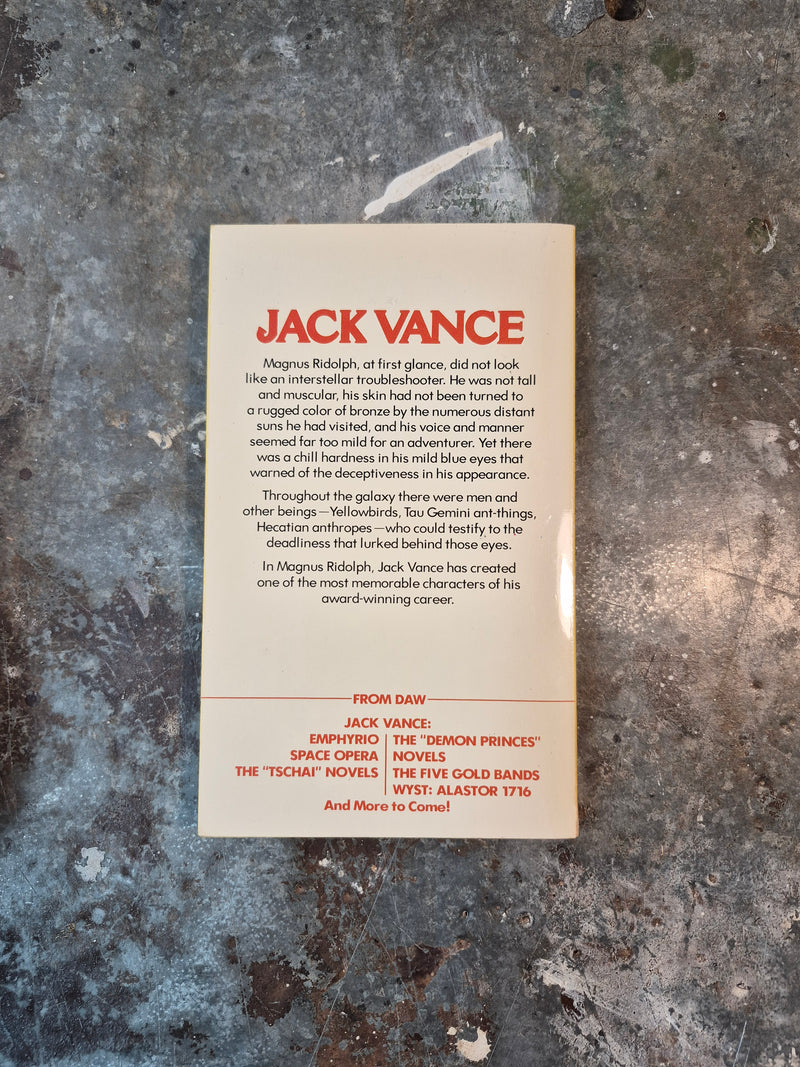 JACK VANCE
Magnus Ridolph, at first glance, did not look
like an interstellar troubleshooter. He was not tall
and muscular, his skin had not been turned to
a rugged color of bronze by the numerous distant
suns he had visited, and his voice and manner
seemed far too mild for an adventurer. Yet there
was a chill hardness in his mild blue eyes that
warned of the deceptiveness in his appearance.
Throughout the galaxy there were men and
other beings—Yellowbirds, Tau Gemini ant-things,
Hecatian anthropes—who could testify to the
deadliness that lurked behind those eyes.
In Magnus Ridolph, Jack Vance has created
one of the most memorable characters of his
award-winning career.
FROM DAW
JACK VANCE:
EMPHYRIO
SPACE OPERA
THE "TSCHAI" NOVELS
THE "DEMON PRINCES"
NOVELS
THE FIVE GOLD BANDS
WYST: ALASTOR 1716
And More to Come!